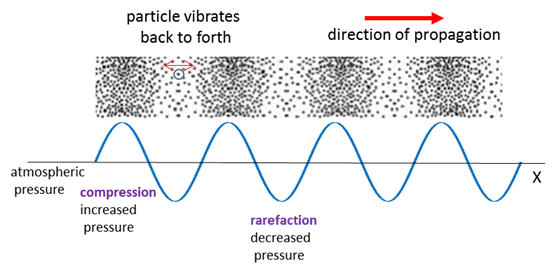 particle vibrates
back to forth
direction of propagation
atmospheric
pressure
compression
increased
pressure
rarefaction
decreased
pressure
X